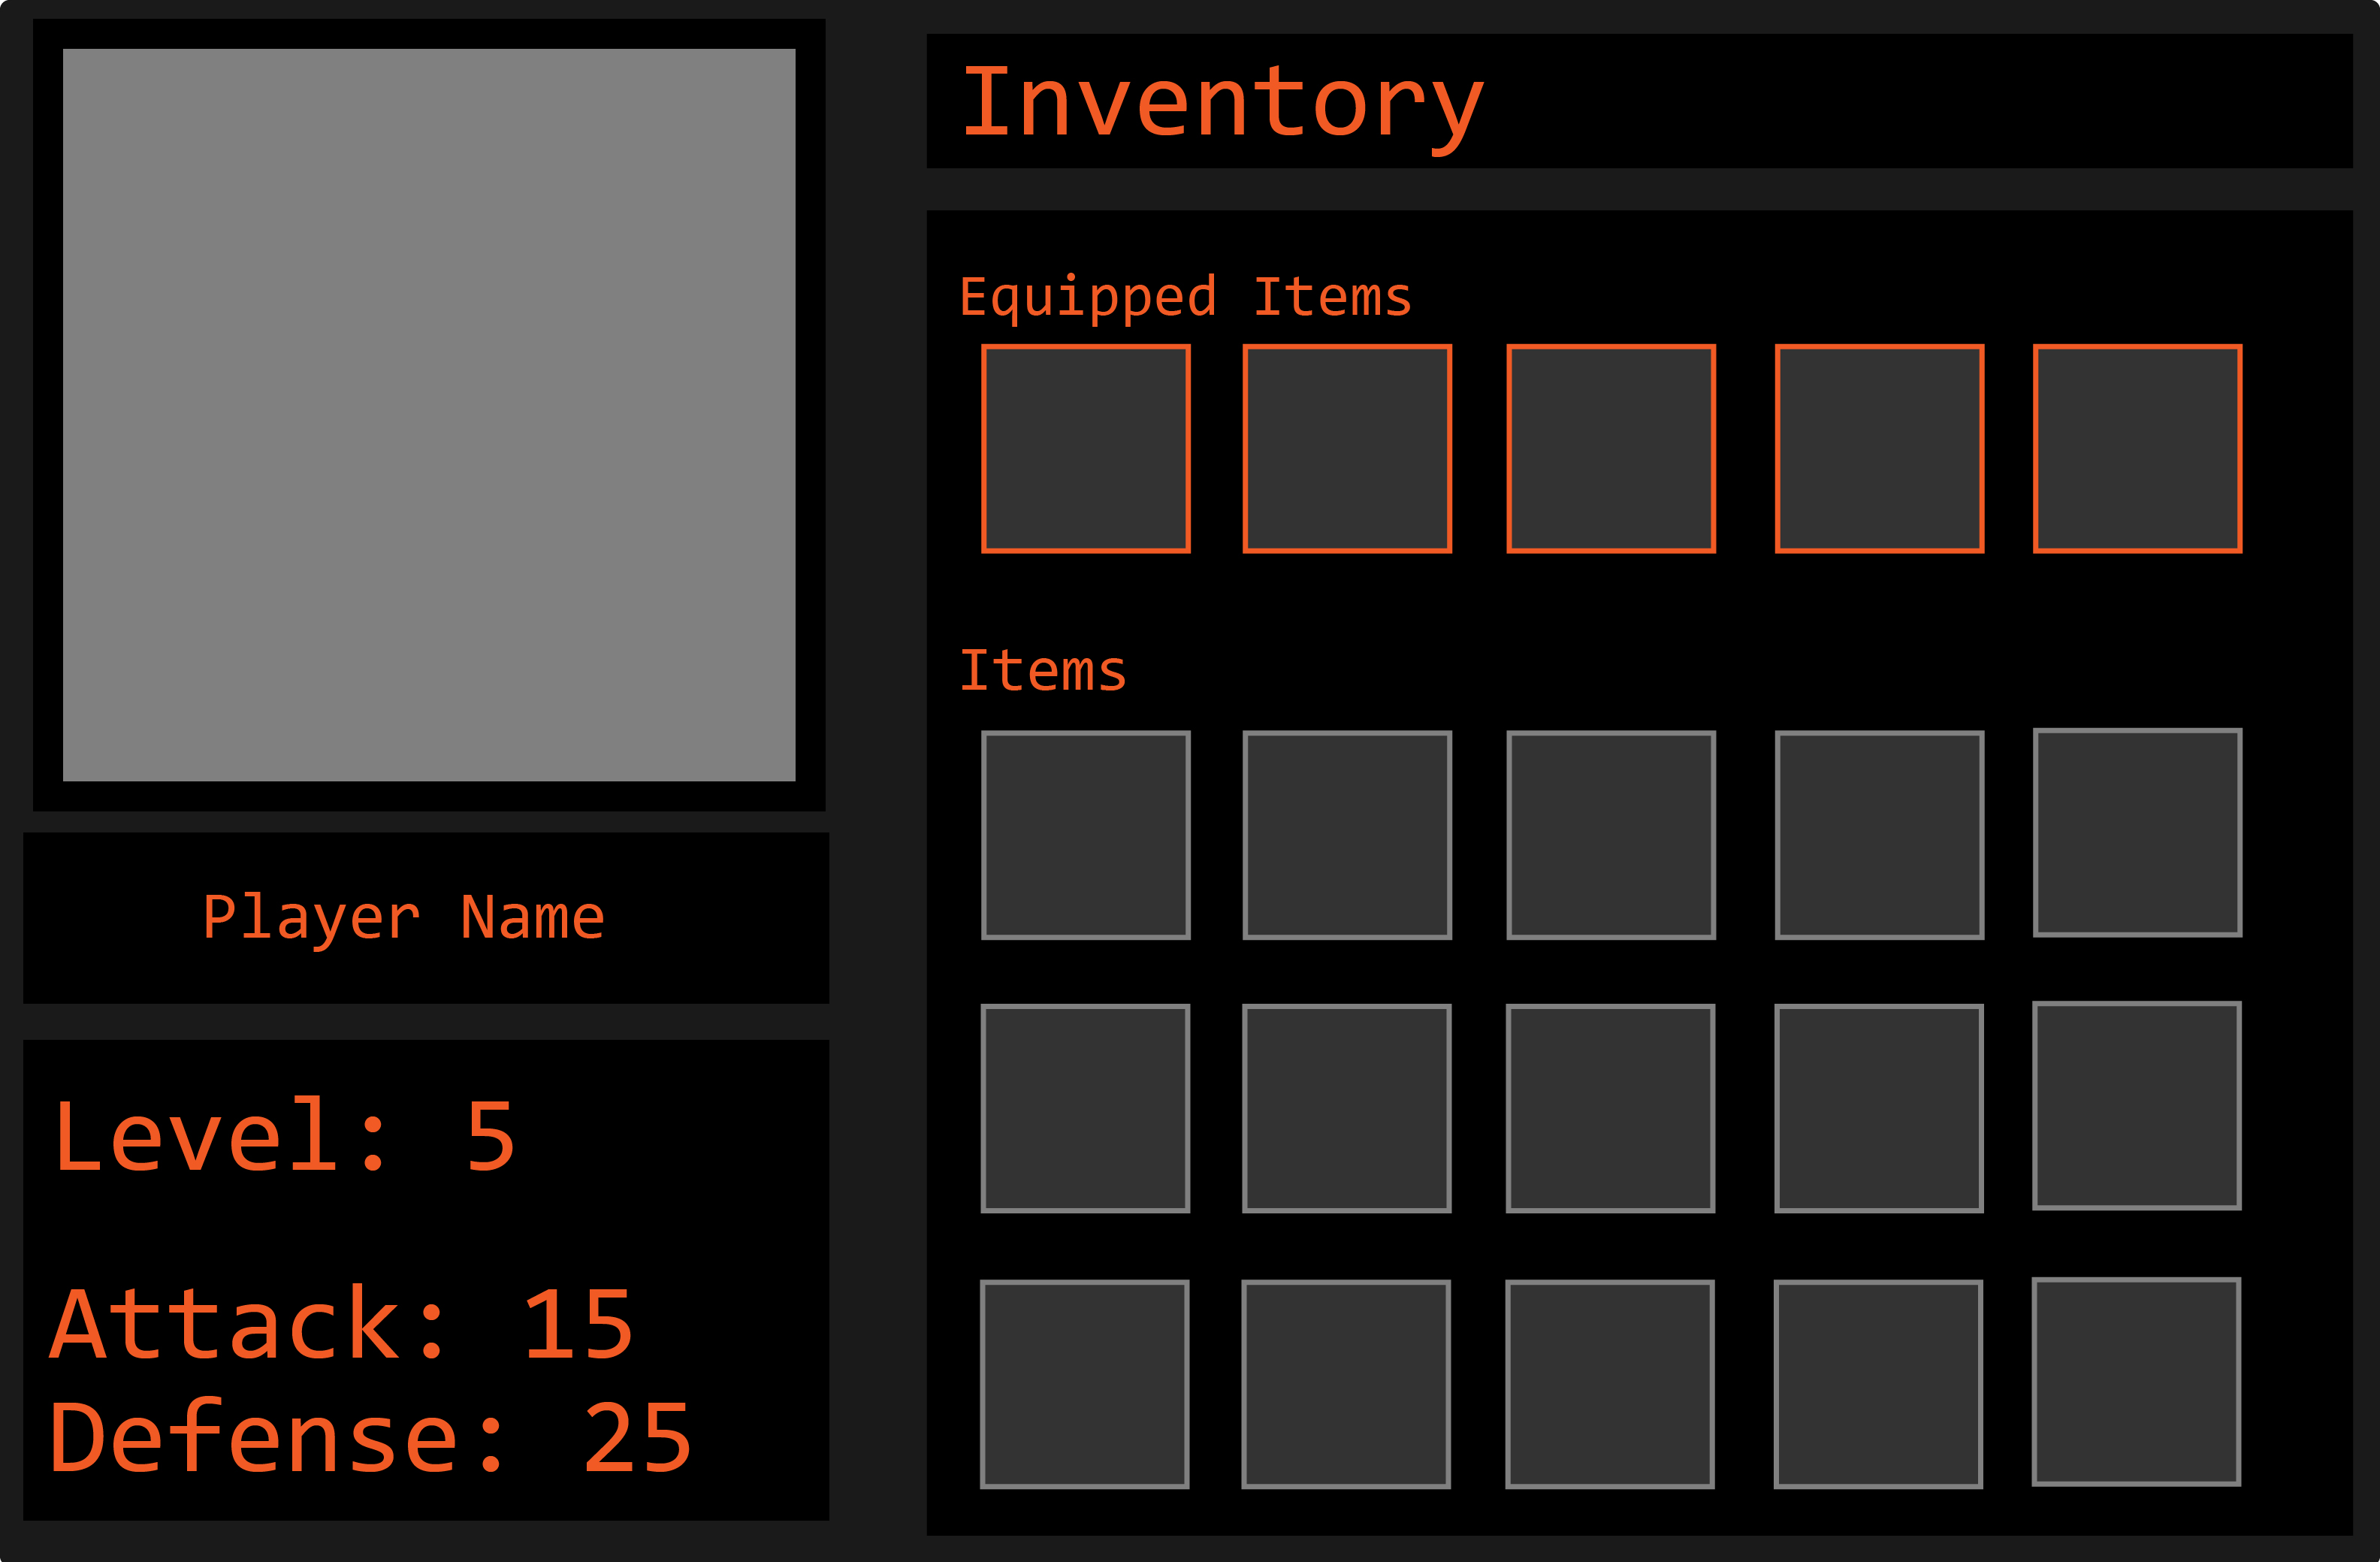 Inventory
Equipped Items
Items
Player Name
Level: 5
Attack: 15
Defense: 25